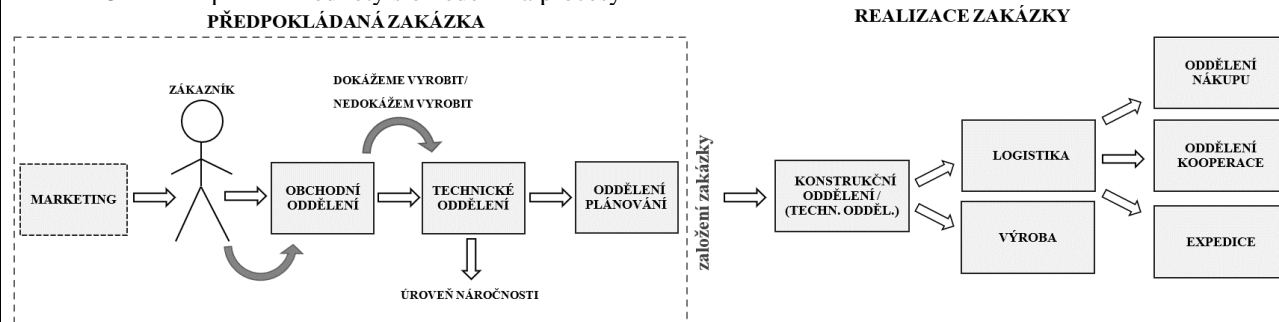 PŘEDPOKLÁDANÁ ZAKÁZKA
REALIZACE ZAKÁZKY
ZÁKAZNÍK
DOKÁŽEME VYROBIT/
NEDOKÁŽEM VYROBIT
MARKETING
OBCHODNÍ
ODDĚLENÍ
TECHNICKÉ
ODDĚLENÍ
ODDĚLENÍ
PLÁNOVÁNÍ
ÚROVEŇ NÁROČNOSTI
založení zakázky
KONSTRUKČNÍ
ODDĚLENÍ /
(TECHN. ODDĚL.)
LOGISTIKA
VÝROBA
ODDĚLENÍ
NÁKUPU
ODDĚLENÍ
KOOPERACE
EXPEDICE